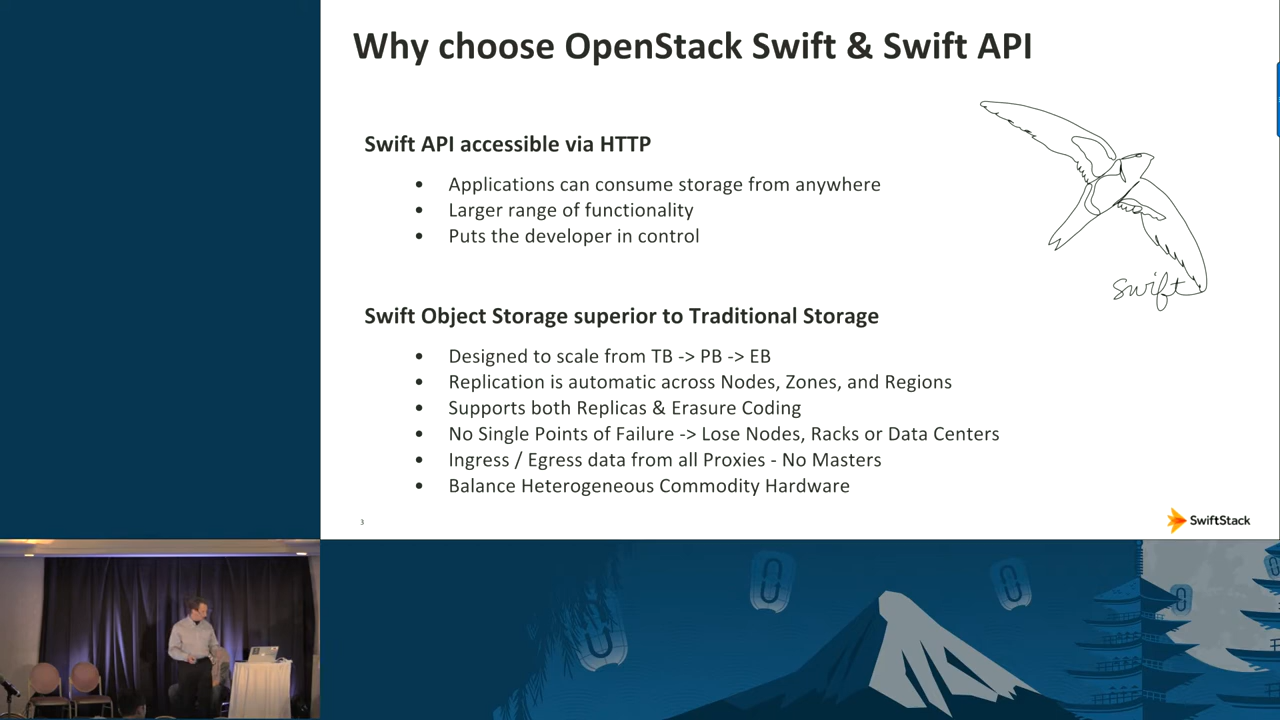 Why choose OpenStack Swift & Swift API
Swift API accessible via HTTP
• Applications can consume storage from anywhere
• Larger range of functionality
• Puts the developer in control
swift
Swift Object Storage superior to Traditional Storage
• Designed to scale from TB -> PB -> EB
• Replication is automatic across Nodes, Zones, and Regions
• Supports both Replicas & Erasure Coding
• No Single Points of Failure -> Lose Nodes, Racks or Data Centers
• Ingress / Egress data from all Proxies - No Masters
• Balance Heterogeneous Commodity Hardware
3
SwiftStack